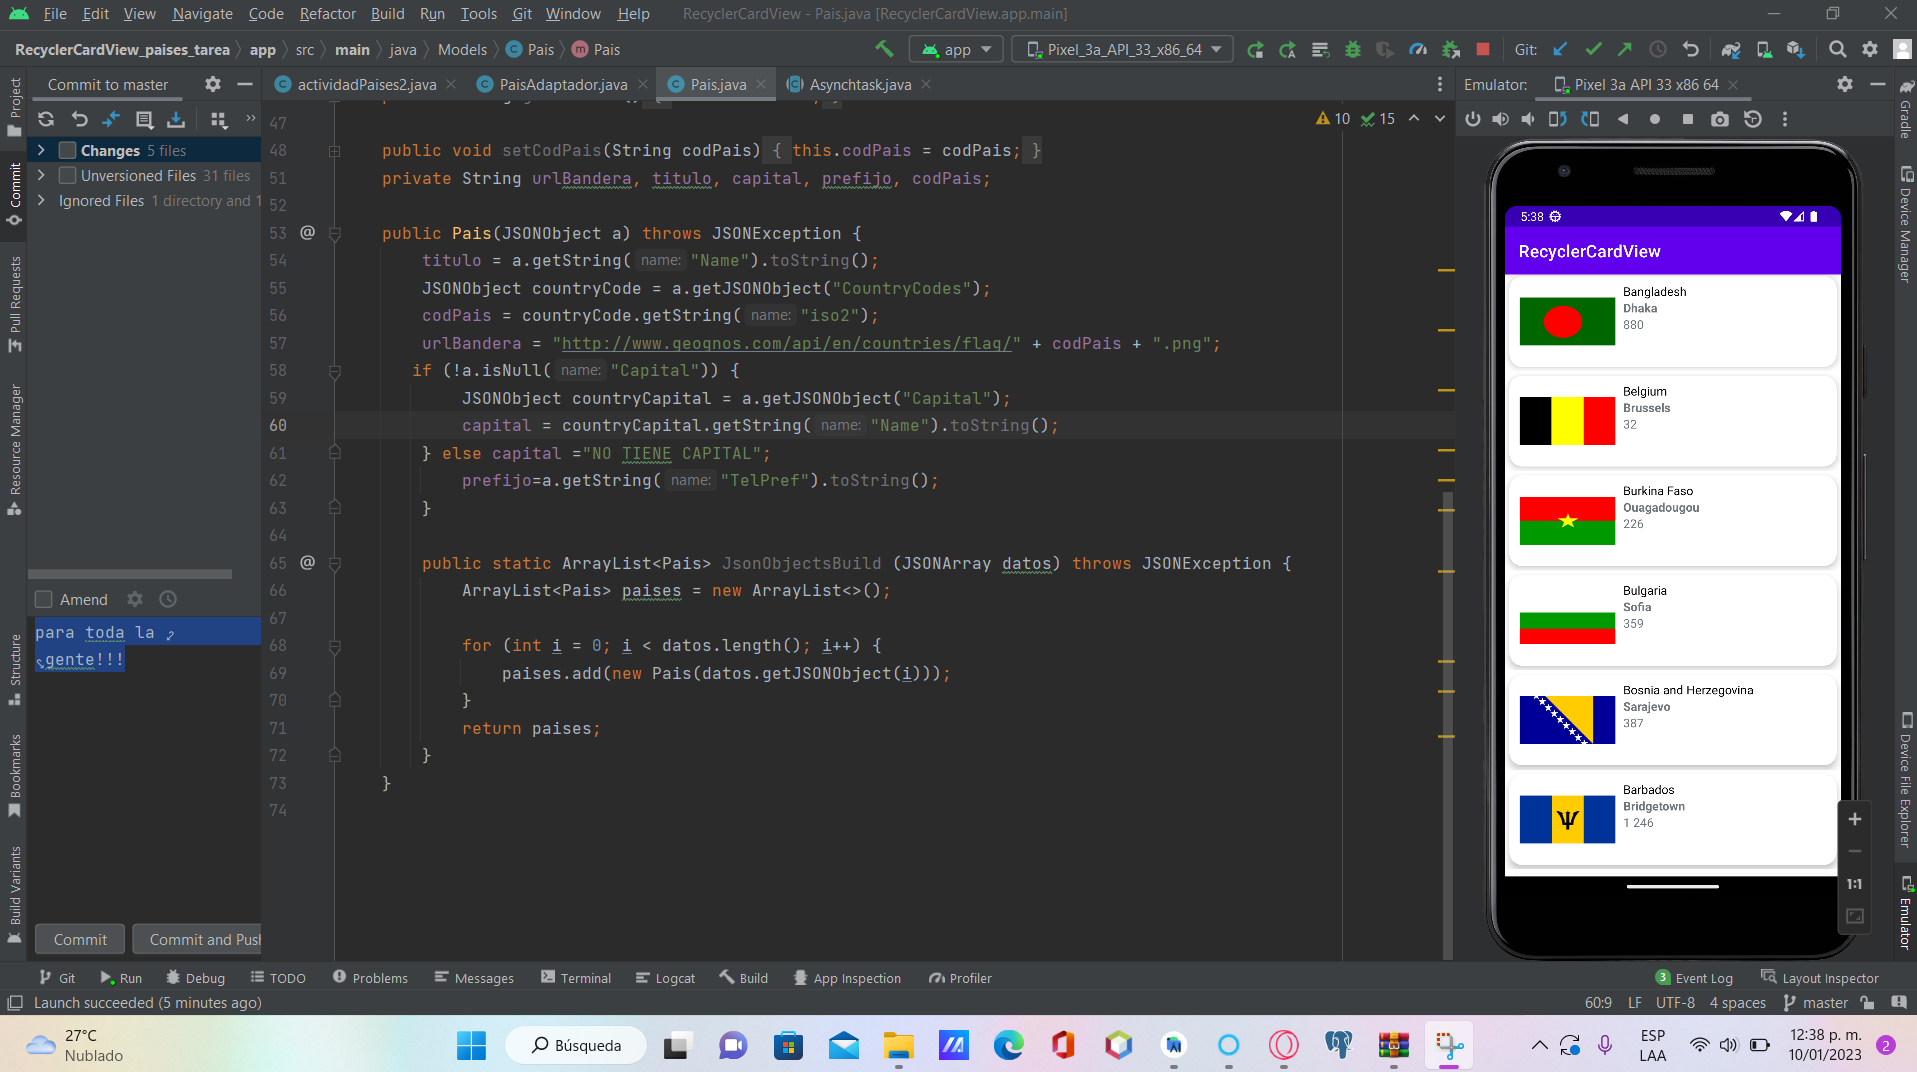 File Edit View Navigate Code Refactor Build Run Tools Git Window Help RecyclerCardView - Pais.java [RecyclerCardView.app.main]
RecyclerCardView_paises_tarea app src main java Models Pais Pais app Pixel_3a_API_33_x86_64 Git:
Commit to master actividadPaises2.java PaisAdaptador.java Pais.java Asynchtask.java Emulator: Pixel 3a API 33 x86 64
Project
Commit
Pull Requests
Resource Manager
Structure
Bookmarks
Build Variants
Changes 5 files
Unversioned Files 31 files
Ignored Files 1 directory and 1
Amend
para toda la
gente!!!
Commit Commit and Pus
10 15
47
48 public void setCodPais(String codPais) { this.codPais = codPais; }
51 private String urlBandera, titulo, capital, prefijo, codPais;
52
53 @ public Pais(JSONObject a) throws JSONException {
54 titulo = a.getString( name: "Name").toString();
55 JSONObject countryCode = a.getJSONObject("CountryCodes");
56 codPais = countryCode.getString( name: "iso2");
57 urlBandera = "http://www.geognos.com/api/en/countries/flag/" + codPais + ".png";
58 if (!a.isNull( name: "Capital")) {
59 JSONObject countryCapital = a.getJSONObject("Capital");
60 capital = countryCapital.getString( name: "Name").toString();
61 } else capital ="NO TIENE CAPITAL";
62 prefijo=a.getString( name: "TelPref").toString();
63 }
64
65 @ public static ArrayList<Pais> JsonObjectsBuild (JSONArray datos) throws JSONException {
66 ArrayList<Pais> paises = new ArrayList<>();
67
68 for (int i = 0; i < datos.length(); i++) {
69 paises.add(new Pais(datos.getJSONObject(i)));
70 }
71 return paises;
72 }
73 }
74
5:38
RecyclerCardView
Bangladesh
Dhaka
880
Belgium
Brussels
32
Burkina Faso
Ouagadougou
226
Bulgaria
Sofia
359
Bosnia and Herzegovina
Sarajevo
387
Barbados
Bridgetown
1 246
1:1
Gradle
Device Manager
Device File Explorer
Emulator
Git Run Debug TODO Problems Messages Terminal Logcat Build App Inspection Profiler 3 Event Log Layout Inspector
Launch succeeded (5 minutes ago) 60:9 LF UTF-8 4 spaces master
27°C
Nublado
Búsqueda
ESP
LAA
12:38 p. m.
10/01/2023
2